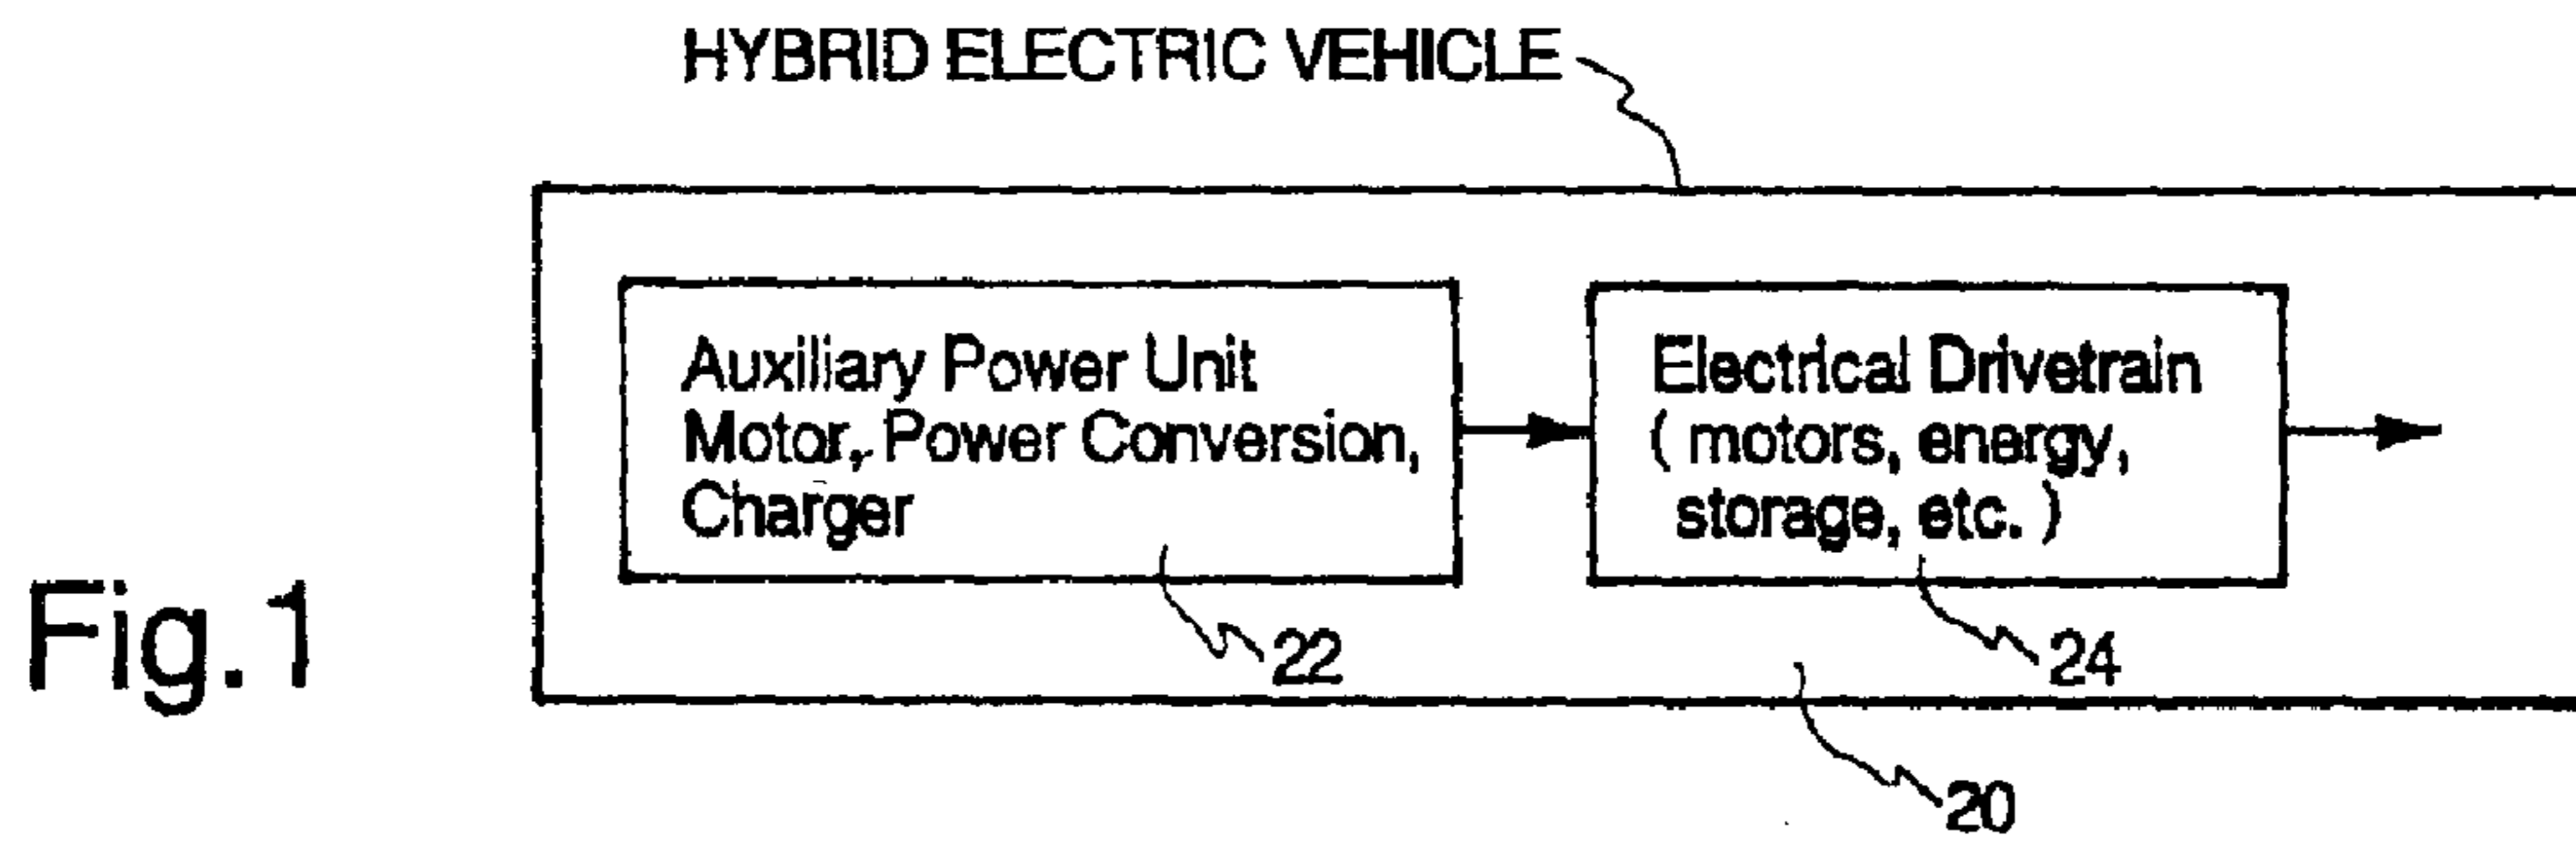 HYBRID ELECTRIC VEHICLE
Auxiliary Power Unit
Motor, Power Conversion,
Charger
Electrical Drivetrain
( motors, energy,
storage, etc. )
22
24
20
Fig.1